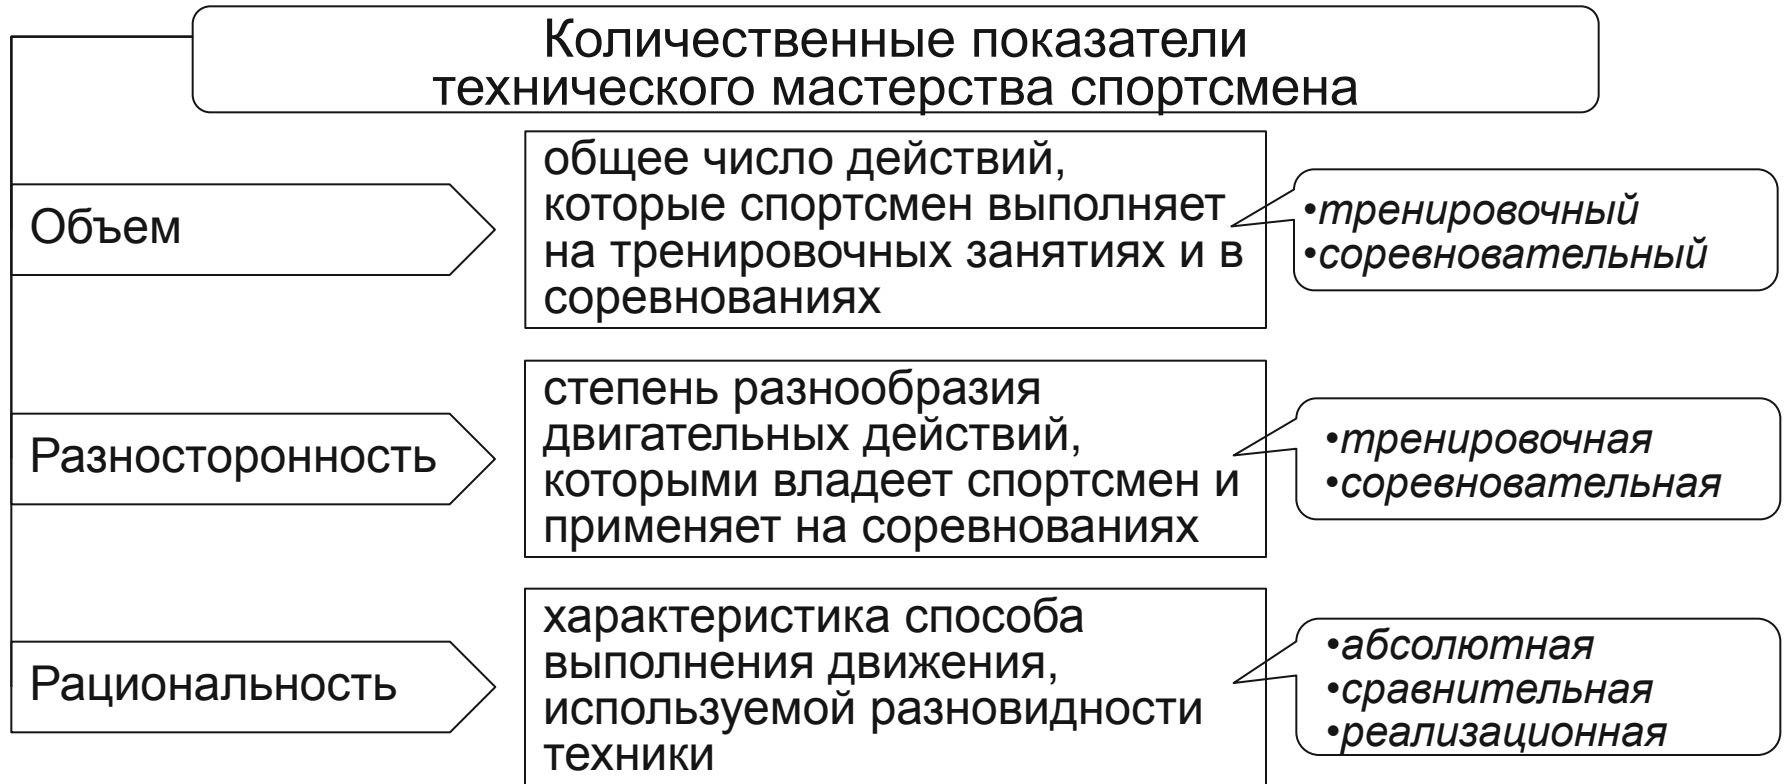 Количественные показатели
технического мастерства спортсмена
Объем
общее число действий,
которые спортсмен выполняет
на тренировочных занятиях и в
соревнованиях
•тренировочный
•соревновательный
Разносторонность
степень разнообразия
двигательных действий,
которыми владеет спортсмен и
применяет на соревнованиях
•тренировочная
•соревновательная
Рациональность
характеристика способа
выполнения движения,
используемой разновидности
техники
•абсолютная
•сравнительная
•реализационная